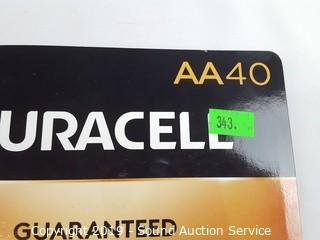 AA40
343.
URACELL
GUARANTEED
Copyright 2019 - Sound Auction Service